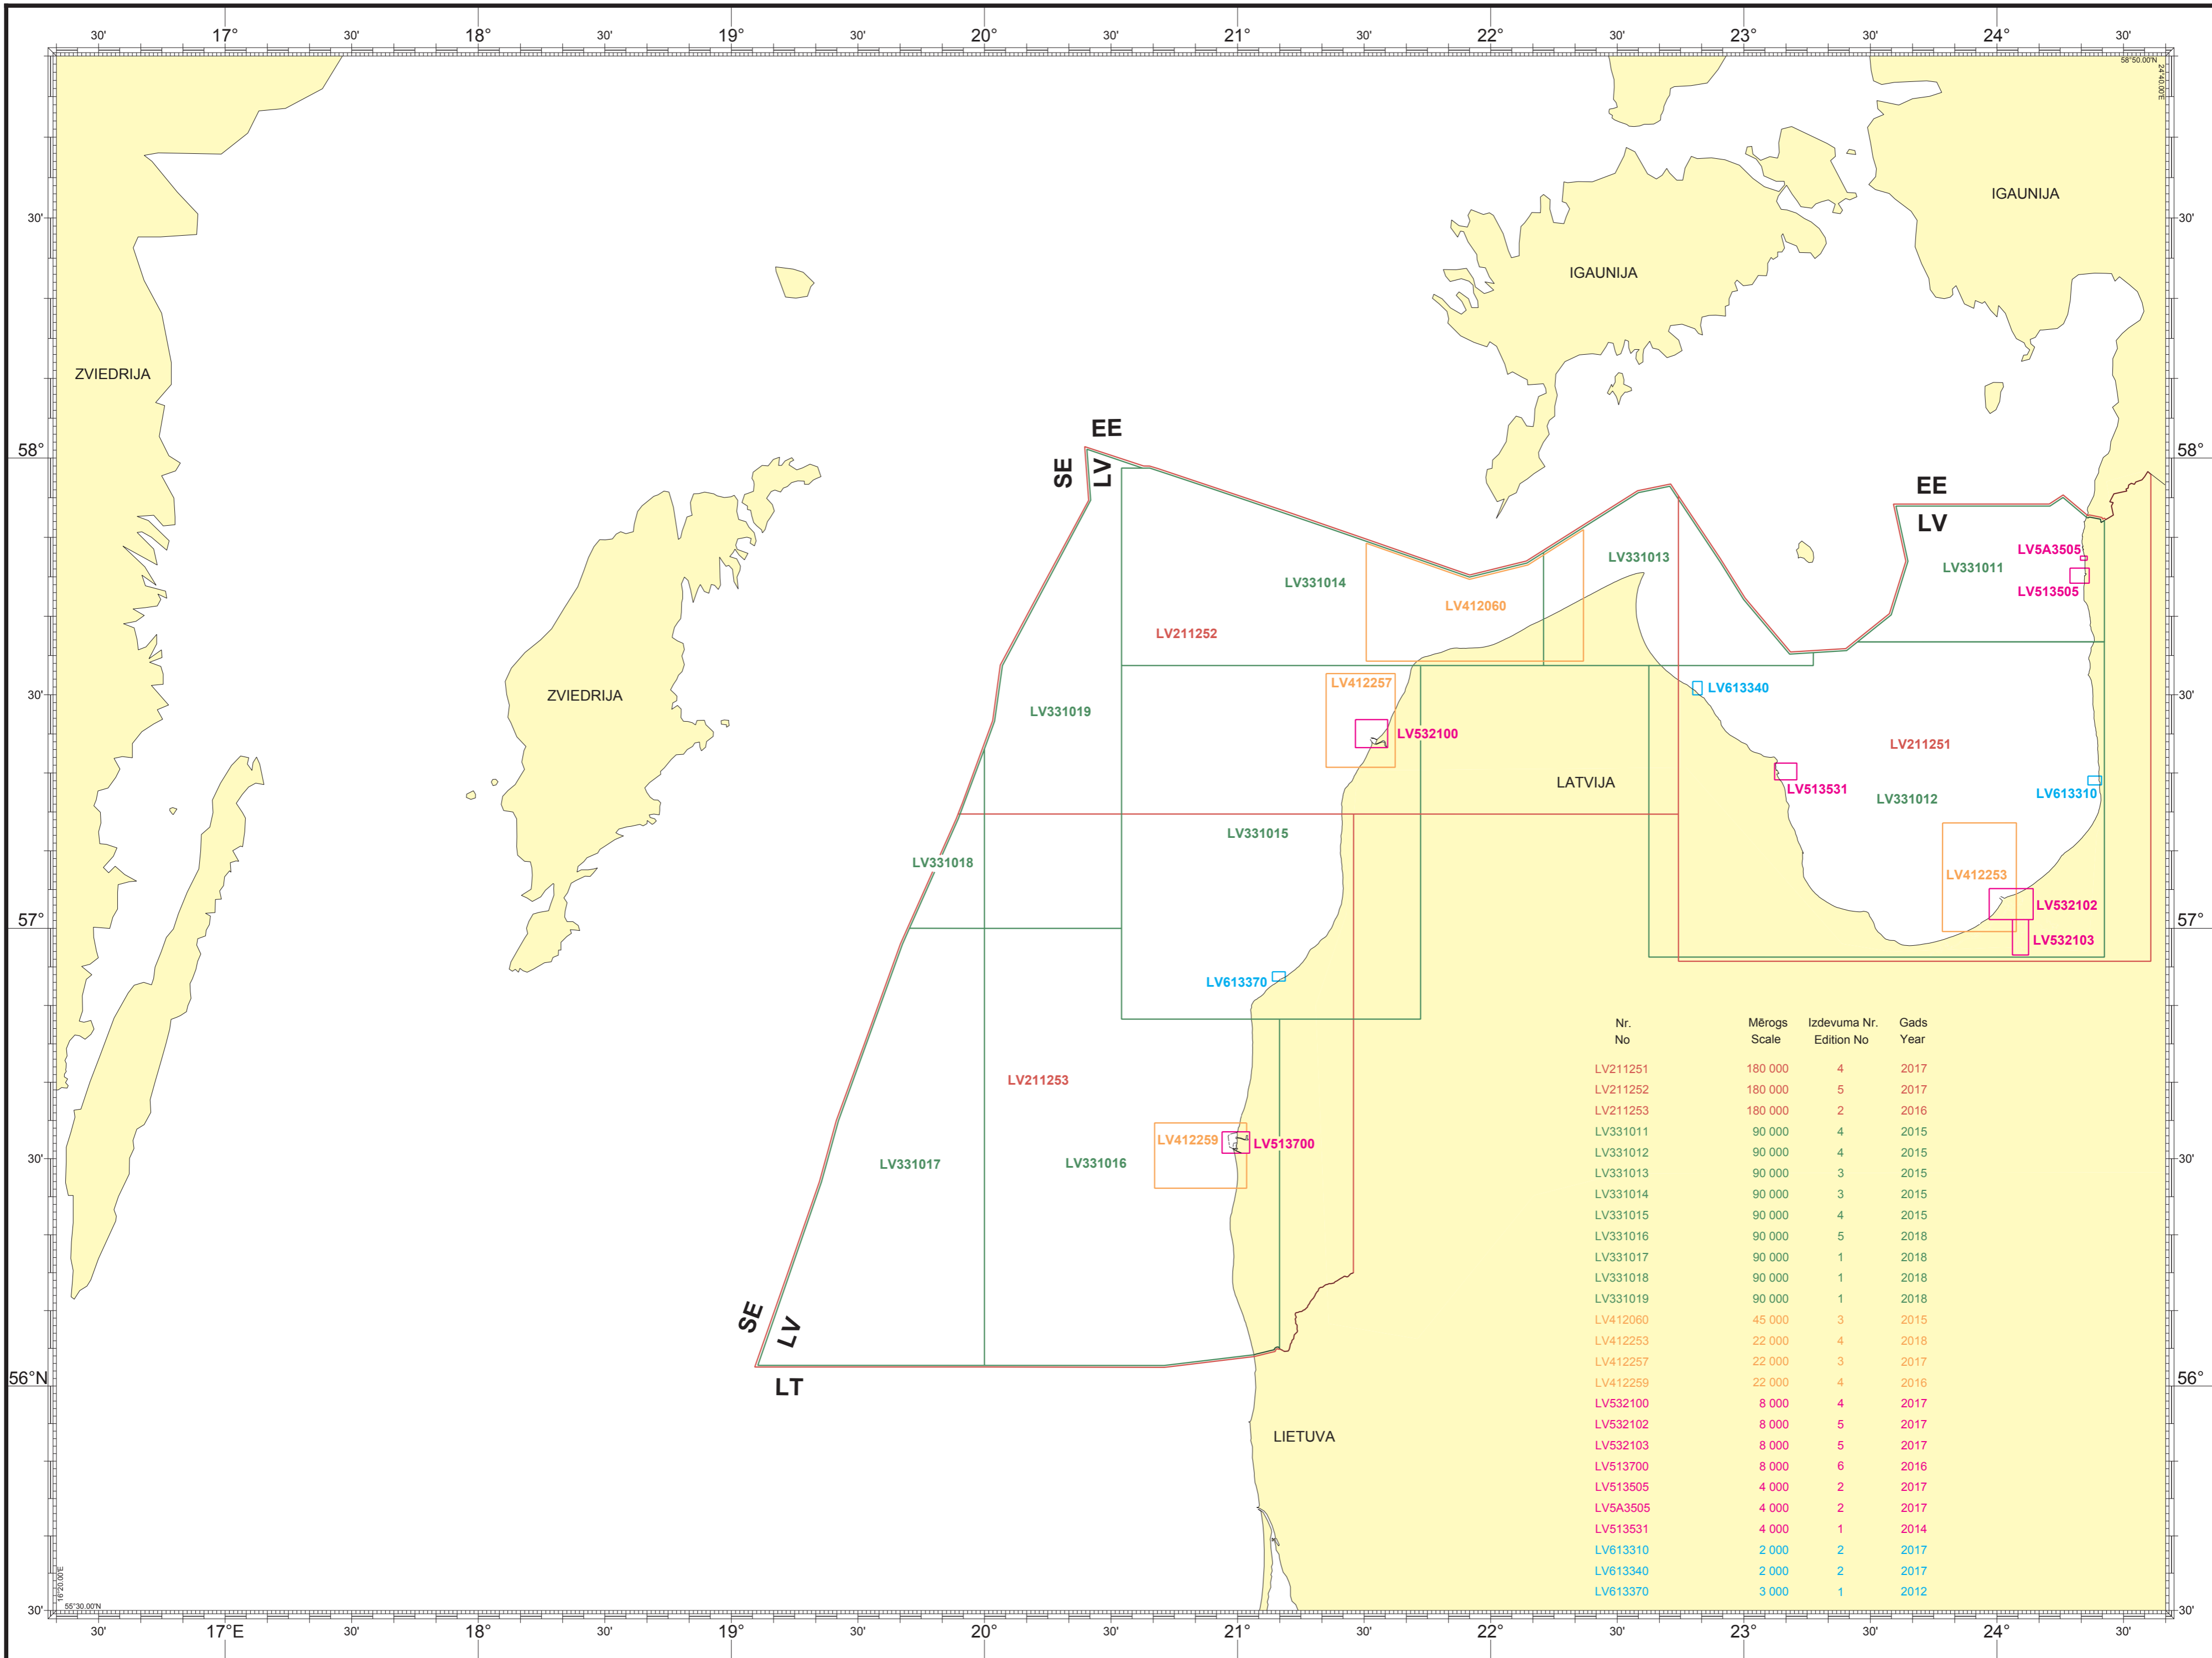 30' 17° 30' 18° 30' 19° 30' 20° 30' 21° 30' 22° 30' 23° 30' 24° 30'
58°50.00'N
24°40.00'E
IGAUNIJA
30' 30'
IGAUNIJA
ZVIEDRIJA
EE
58° SE LV 58°
EE
LV
LV5A3505
LV331013
LV331011
LV331014
LV513505
LV412060
LV211252
LV412257
LV613340
30' ZVIEDRIJA 30'
LV331019
LV532100
LV211251
LATVIJA
LV513531
LV613310
LV331012
LV331015
LV331018
LV412253
LV532102
57° 57°
LV532103
LV613370
LV211253
LV412259
LV513700
30' LV331017 LV331016 30'
SE
LV
LT
56°N 56°
LIETUVA
Nr. Mērogs Izdevuma Nr. Gads
No Scale Edition No Year
LV211251 180 000 4 2017
LV211252 180 000 5 2017
LV211253 180 000 2 2016
LV331011 90 000 4 2015
LV331012 90 000 4 2015
LV331013 90 000 3 2015
LV331014 90 000 3 2015
LV331015 90 000 4 2015
LV331016 90 000 5 2018
LV331017 90 000 1 2018
LV331018 90 000 1 2018
LV331019 90 000 1 2018
LV412060 45 000 3 2015
LV412253 22 000 4 2018
LV412257 22 000 3 2017
LV412259 22 000 4 2016
LV532100 8 000 4 2017
LV532102 8 000 5 2017
LV532103 8 000 5 2017
LV513700 8 000 6 2016
LV513505 4 000 2 2017
LV5A3505 4 000 2 2017
LV513531 4 000 1 2014
LV613310 2 000 2 2017
LV613340 2 000 2 2017
LV613370 3 000 1 2012
16°20.00'E
55°30.00'N
30' 30'
30' 17°E 30' 18° 30' 19° 30' 20° 30' 21° 30' 22° 30' 23° 30' 24° 30'